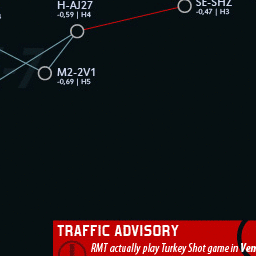 H-AJ27
-0,59 | H4
SE-SHZ
-0,47 | H3
M2-2V1
-0,69 | H5
TRAFFIC ADVISORY
RMT actually play Turkey Shot game in Ven